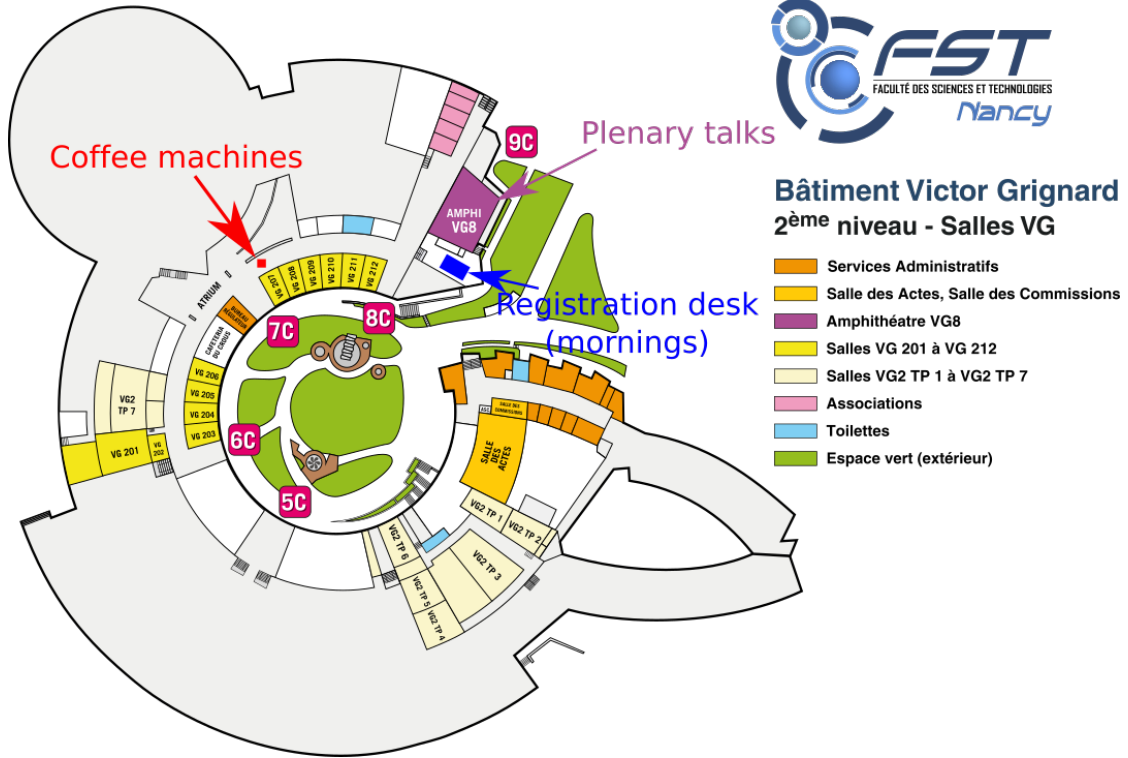 FST
FACULTÉ DES SCIENCES ET TECHNOLOGIES
Nancy
Plenary talks
9C
Coffee machines
Bâtiment Victor Grignard
2ème niveau - Salles VG
AMPHI
VG8
Services Administratifs
Salle des Actes, Salle des Commissions
Amphithéatre VG8
Salles VG 201 à VG 212
Salles VG2 TP 1 à VG2 TP 7
Associations
Toilettes
Espace vert (extérieur)
VG 207
VG 208
VG 209
VG 210
VG 211
VG 212
ATRIUM
Registration desk
(mornings)
8C
7C
BUREAU
RÉGULATEUR
CAFETERIA
DU CROUS
VG 206
VG 205
VG 204
VG 203
VG2
TP 7
VG 201
VG
202
6C
5C
SALLE DES
COMMISSIONS
SALLE
DES
ACTES
VG2 TP 1
VG2 TP 2
VG2 TP 3
VG2 TP 6
VG2 TP 5
VG2 TP 4